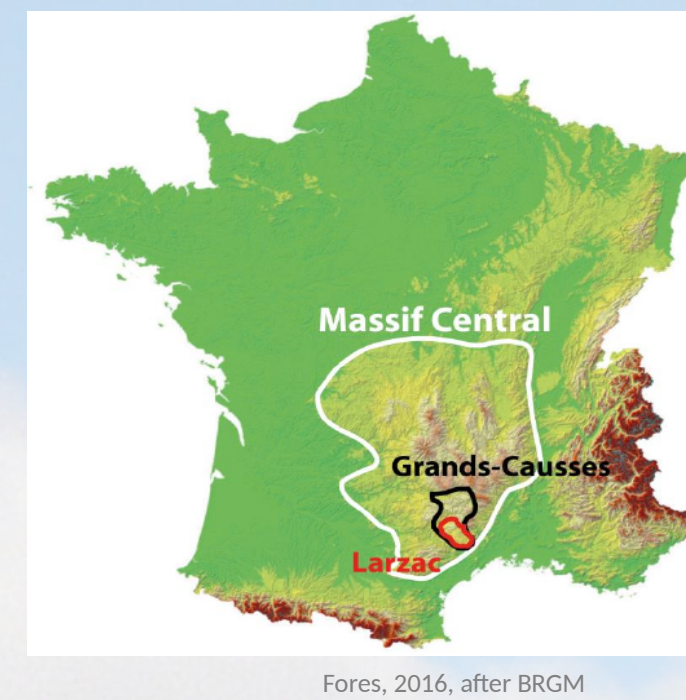 Massif Central
Grands-Causses
Larzac
Fores, 2016, after BRGM